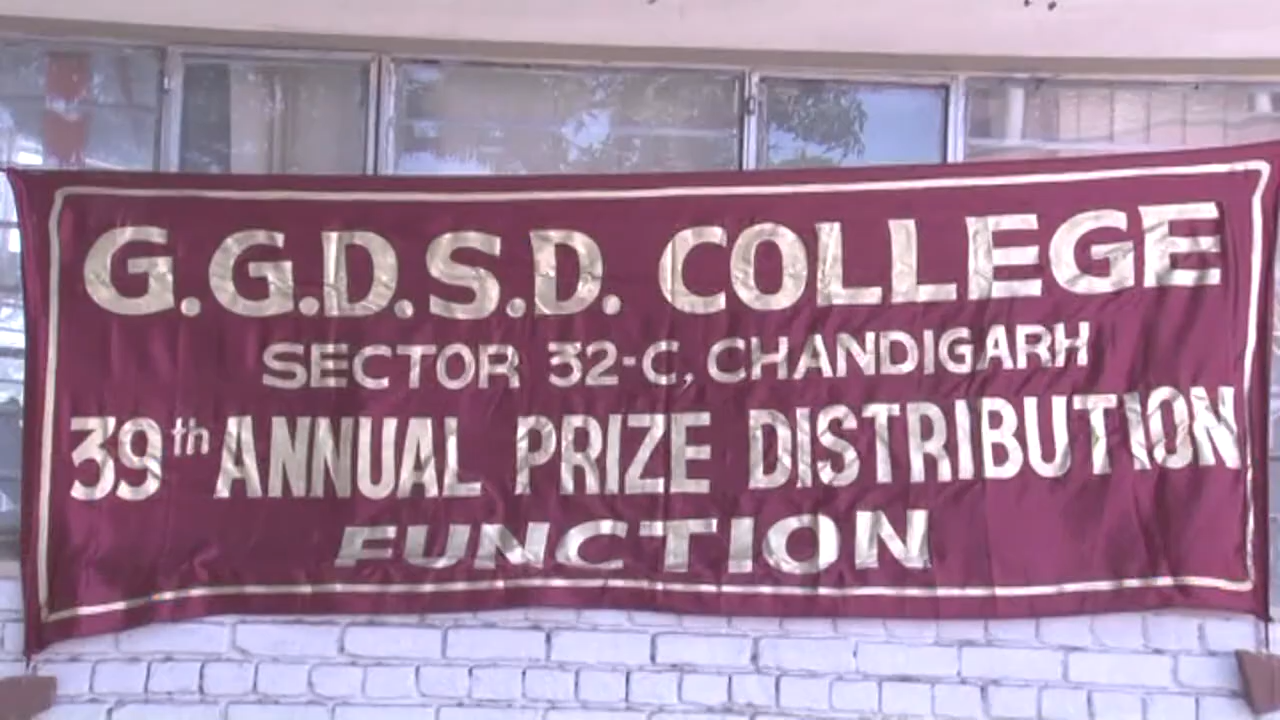 G.G.D.S.D. COLLEGE
SECTOR 32-C, CHANDIGARH
39th ANNUAL PRIZE DISTRIBUTION
FUNCTION